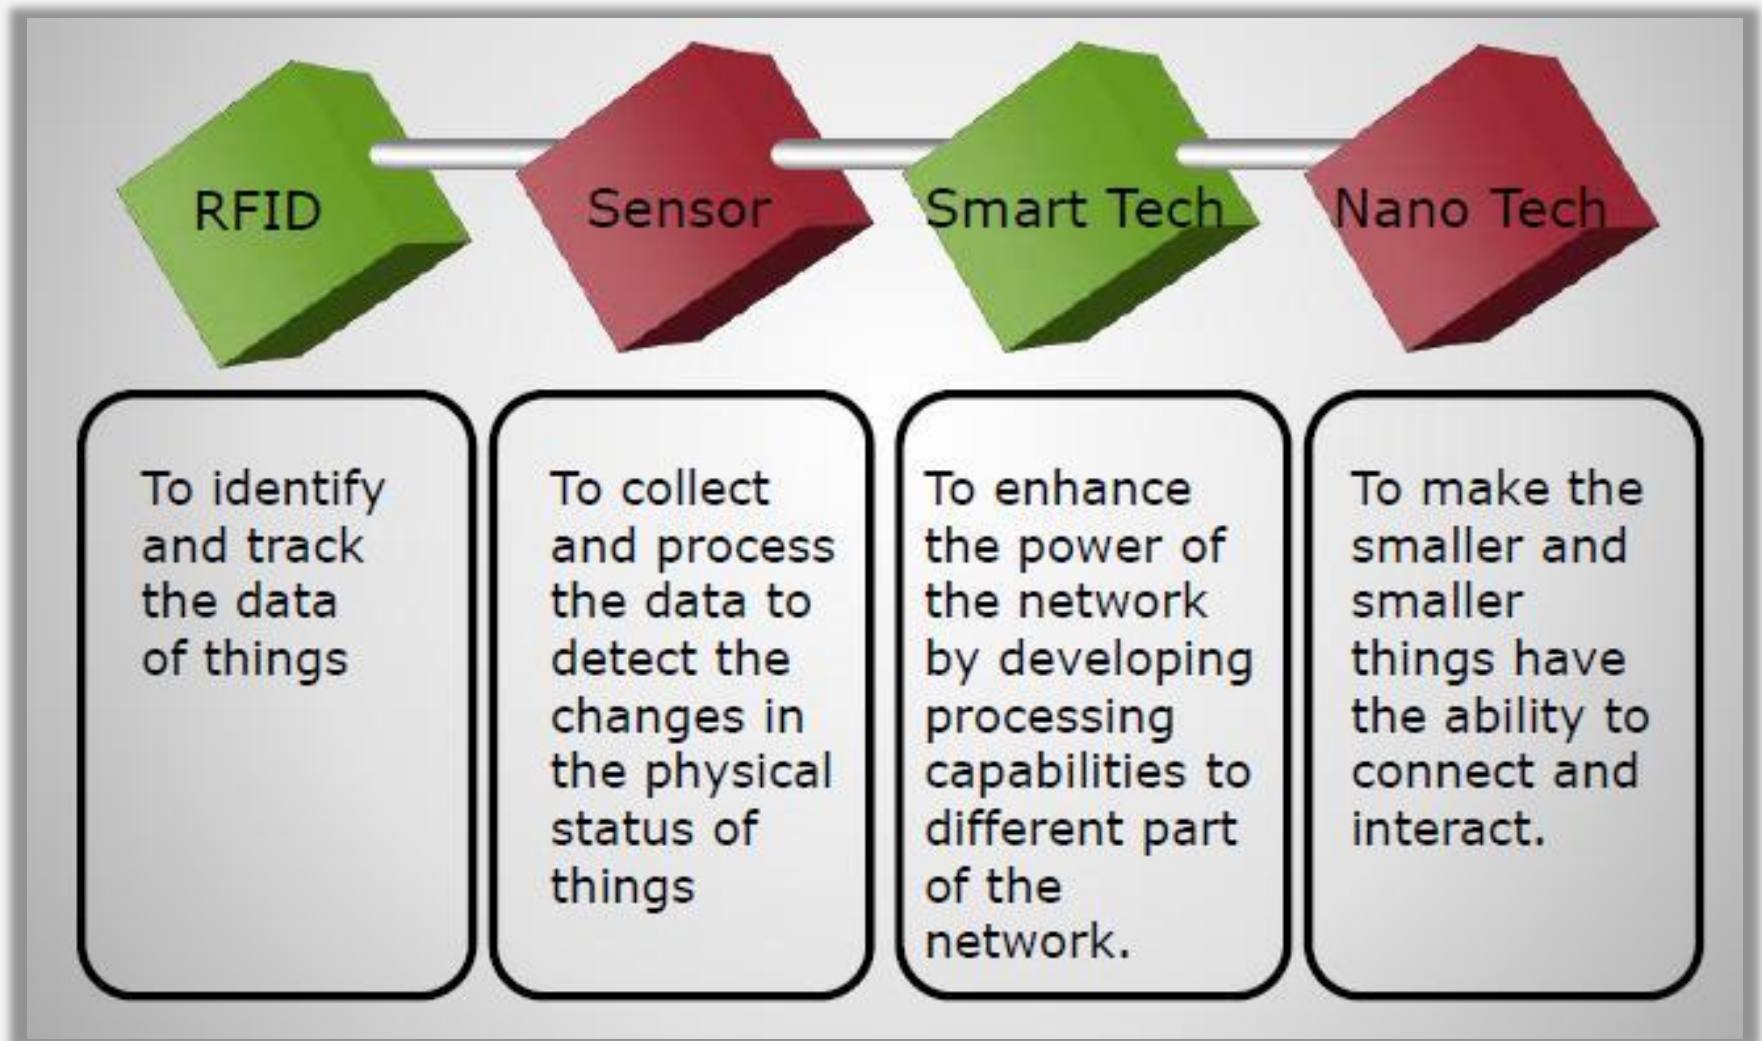 RFID
Sensor
Smart Tech
Nano Tech
To identify
and track
the data
of things
To collect
and process
the data to
detect the
changes in
the physical
status of
things
To enhance
the power of
the network
by developing
processing
capabilities to
different part
of the
network.
To make the
smaller and
smaller
things have
the ability to
connect and
interact.